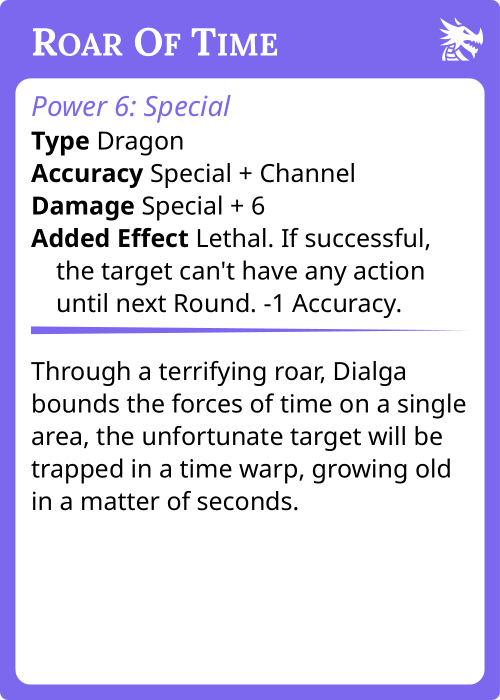 Roar Of Time
Power 6: Special
Type Dragon
Accuracy Special + Channel
Damage Special + 6
Added Effect Lethal. If successful,
the target can't have any action
until next Round. -1 Accuracy.
Through a terrifying roar, Dialga
bounds the forces of time on a single
area, the unfortunate target will be
trapped in a time warp, growing old
in a matter of seconds.